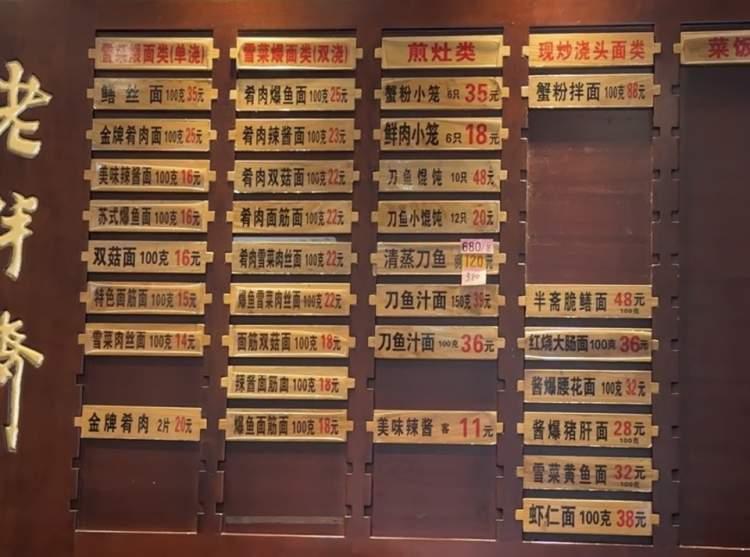 老半斋
雪菜煨面类(单浇)
鳝丝面 100克35元
金牌肴肉面 100克25元
美味辣酱面 100克16元
苏式爆鱼面 100克16元
双菇面 100克16元
特色面筋面 100克15元
雪菜肉丝面 100克14元
金牌肴肉 2片20元
雪菜煨面类(双浇)
肴肉爆鱼面 100克25元
肴肉辣酱面 100克23元
肴肉双菇面 100克22元
肴肉面筋面 100克22元
肴肉雪菜肉丝面 100克22元
爆鱼雪菜肉丝面 100克22元
面筋双菇面 100克18元
辣酱面筋面 100克18元
爆鱼面筋面 100克18元
煎灶类
蟹粉小笼 6只35元
鲜肉小笼 6只18元
刀鱼馄饨 10只48元
刀鱼小馄饨 12只20元
清蒸刀鱼 120元
680/
380
刀鱼汁面 150克35元
刀鱼汁面 100克36元
美味辣酱 客11元
现炒浇头面类
蟹粉拌面 100克88元
半斋脆鳝面 48元
100克
红烧大肠面 100克36元
酱爆腰花面 100克32元
酱爆猪肝面 28元
100克
雪菜黄鱼面 32元
100克
虾仁面 100克38元
菜饭